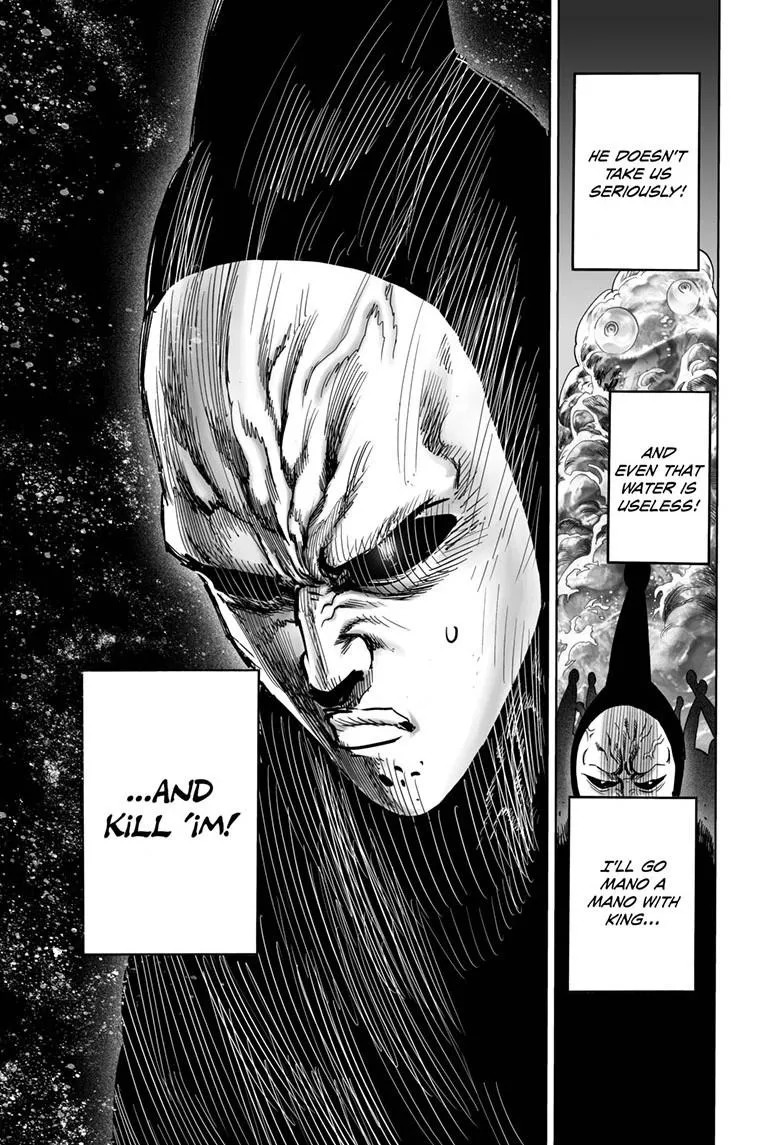 HE DOESN'T
TAKE US
SERIOUSLY!
AND
EVEN THAT
WATER IS
USELESS!
I'LL GO
MANO A
MANO WITH
KING...
...AND
KILL 'IM!